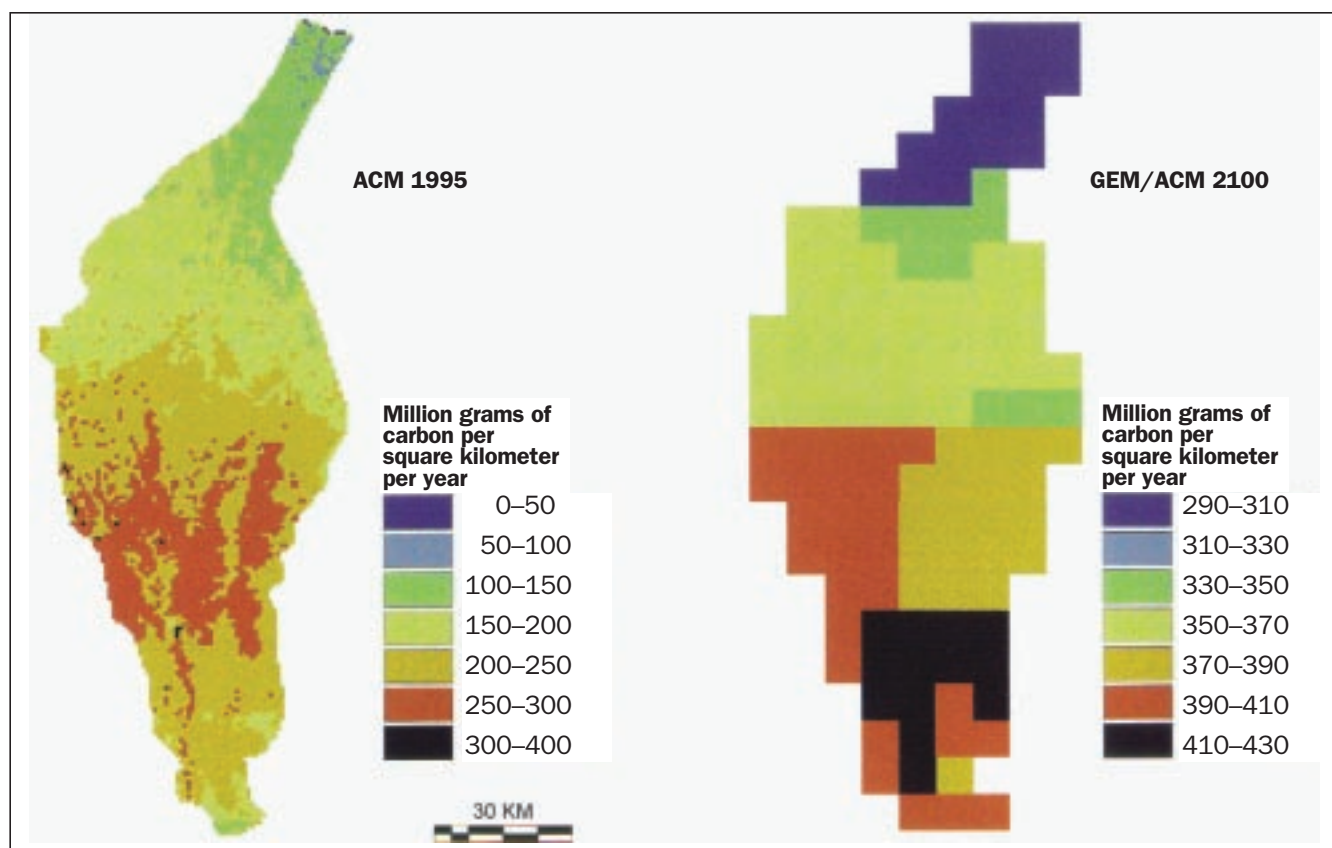 ACM 1995
GEM/ACM 2100
Million grams of
carbon per
square kilometer
per year
0–50
50–100
100–150
150–200
200–250
250–300
300–400
30 KM
Million grams of
carbon per
square kilometer
per year
290–310
310–330
330–350
350–370
370–390
390–410
410–430